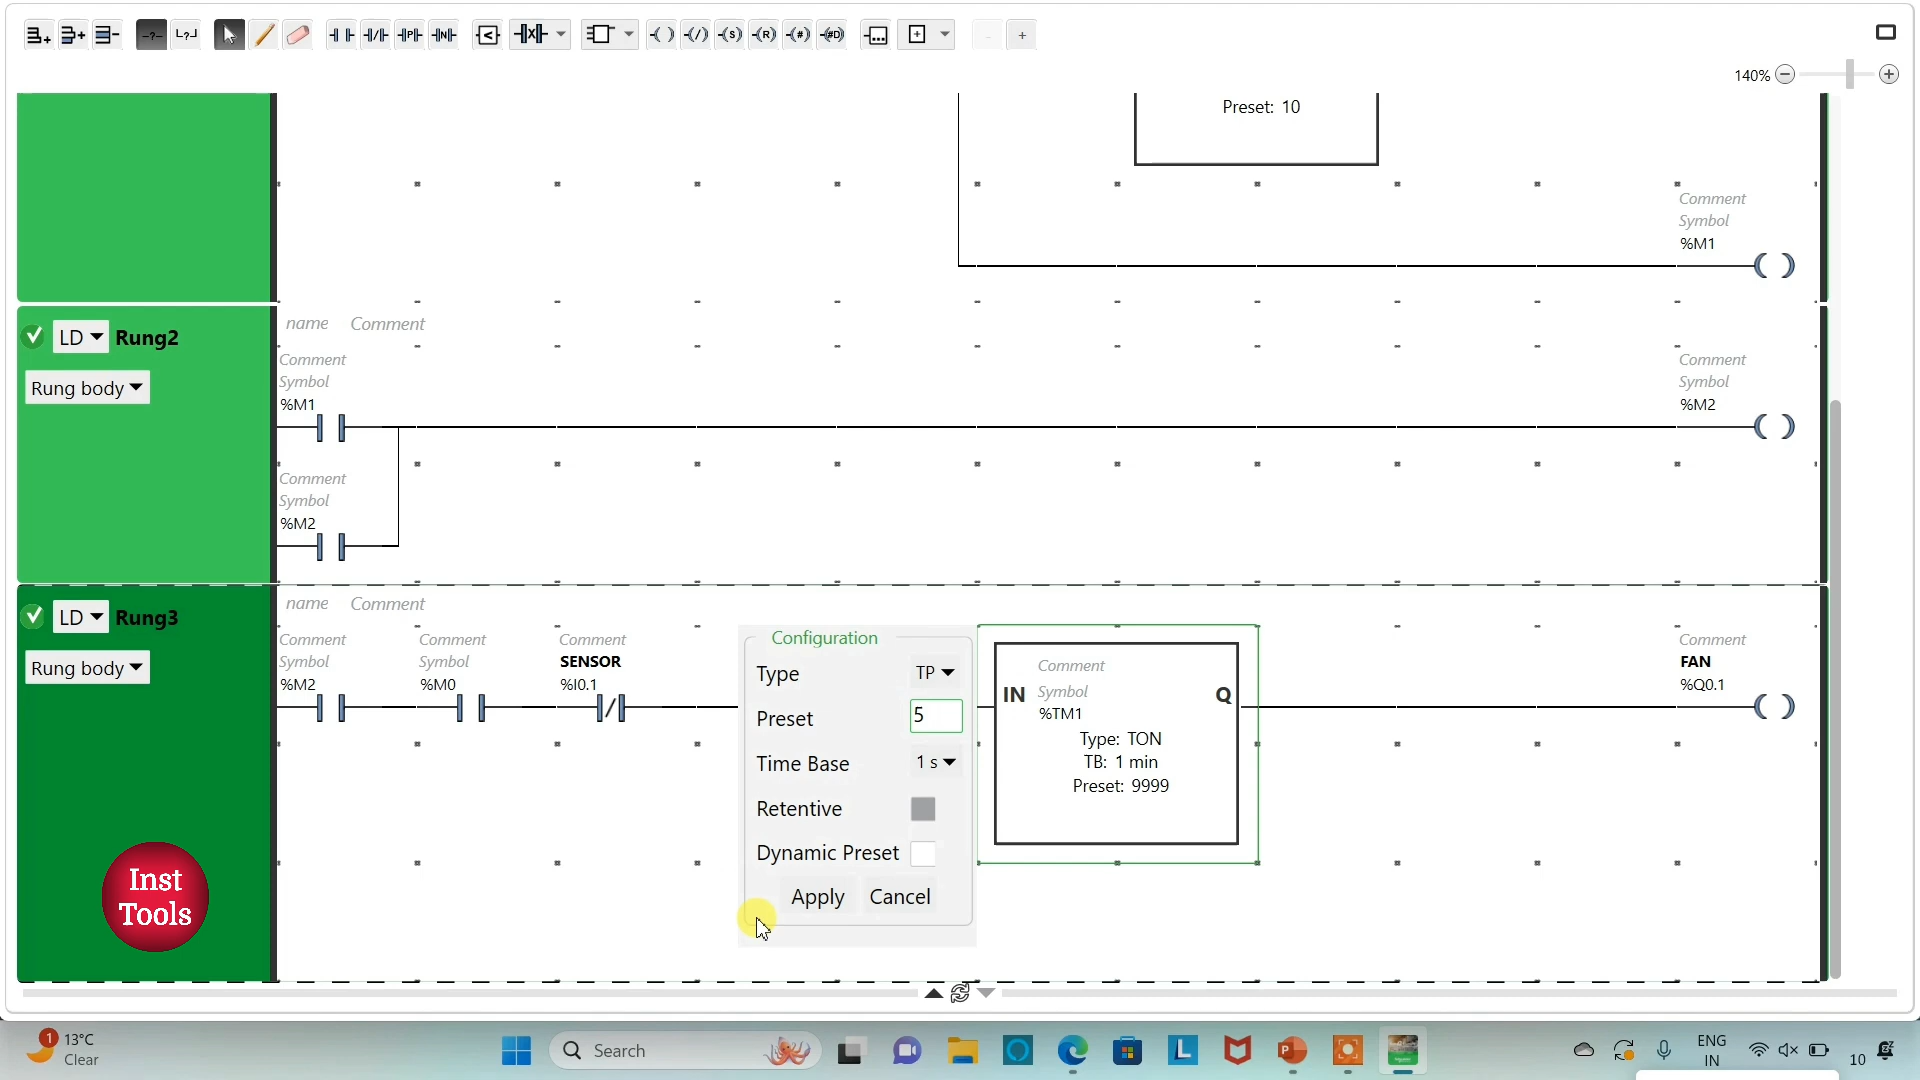 140%
Preset: 10
Comment
Symbol
%M1
LD Rung2
Rung body
name Comment
Comment
Symbol
%M1
Comment
Symbol
%M2
Comment
Symbol
%M2
LD Rung3
Rung body
name Comment
Comment
Symbol
%M2
Comment
Symbol
%M0
Comment
SENSOR
%I0.1
Configuration
Type TP
Preset 5
Time Base 1 s
Retentive
Dynamic Preset
Apply Cancel
Comment
IN Symbol Q
%TM1
Type: TON
TB: 1 min
Preset: 9999
Comment
FAN
%Q0.1
Inst
Tools
1 13°C
Clear
Search
ENG
IN
10